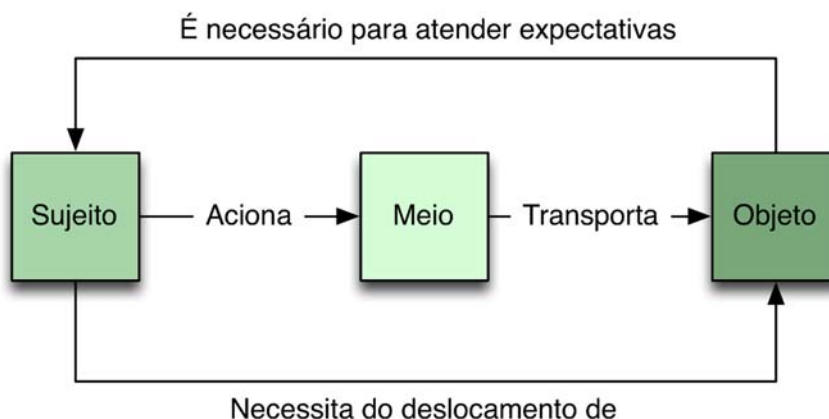 É necessário para atender expectativas
Sujeito
Aciona
Meio
Transporta
Objeto
Necessita do deslocamento de